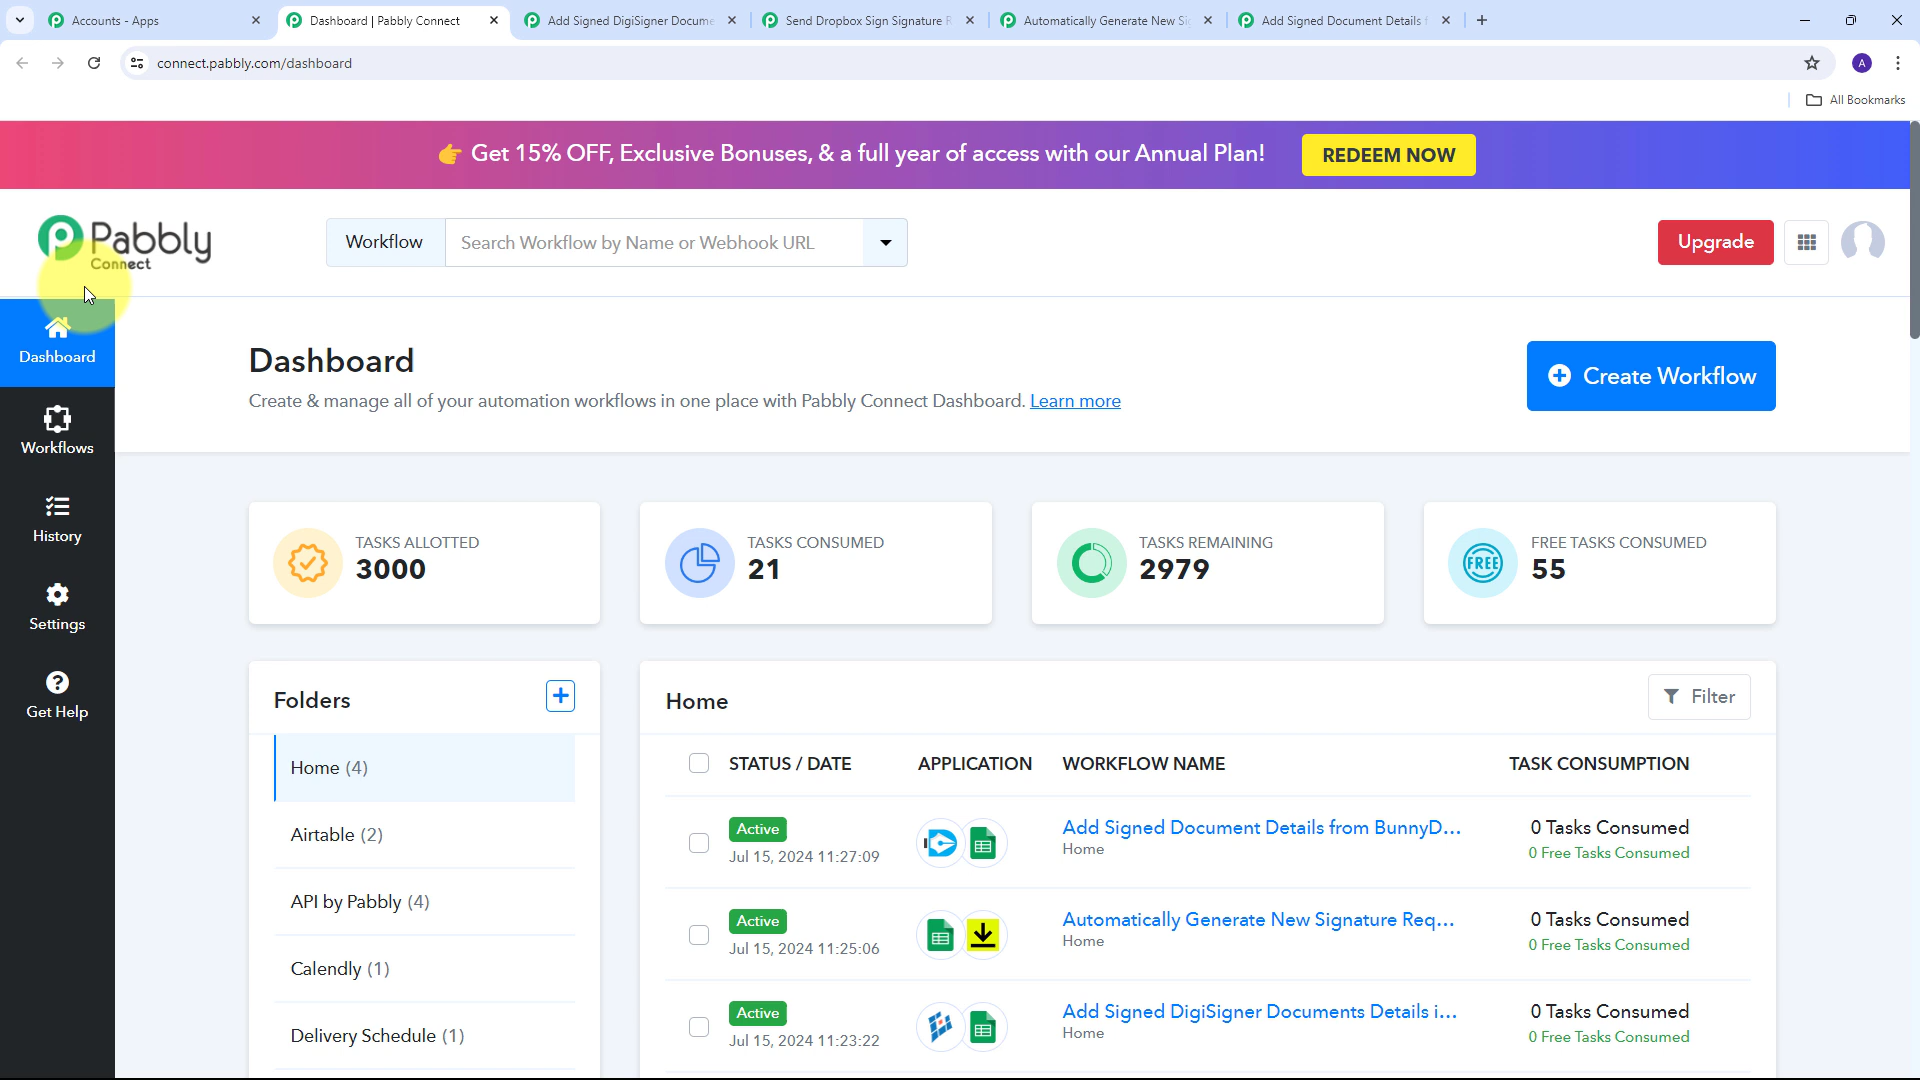 Accounts - Apps
Dashboard | Pabbly Connect
Add Signed DigiSigner Docume
Send Dropbox Sign Signature R
Automatically Generate New Si
Add Signed Document Details f
connect.pabbly.com/dashboard
A
All Bookmarks
Get 15% OFF, Exclusive Bonuses, & a full year of access with our Annual Plan!
REDEEM NOW
Pabbly
Connect
Workflow
Search Workflow by Name or Webhook URL
Upgrade
Dashboard
Workflows
History
Settings
Get Help
Dashboard
Create & manage all of your automation workflows in one place with Pabbly Connect Dashboard. Learn more
Create Workflow
TASKS ALLOTTED
3000
TASKS CONSUMED
21
TASKS REMAINING
2979
FREE
FREE TASKS CONSUMED
55
Folders
Home (4)
Airtable (2)
API by Pabbly (4)
Calendly (1)
Delivery Schedule (1)
Home
Filter
STATUS / DATE APPLICATION WORKFLOW NAME TASK CONSUMPTION
Active
Jul 15, 2024 11:27:09
Add Signed Document Details from BunnyD...
Home
0 Tasks Consumed
0 Free Tasks Consumed
Active
Jul 15, 2024 11:25:06
Automatically Generate New Signature Req...
Home
0 Tasks Consumed
0 Free Tasks Consumed
Active
Jul 15, 2024 11:23:22
Add Signed DigiSigner Documents Details i...
Home
0 Tasks Consumed
0 Free Tasks Consumed